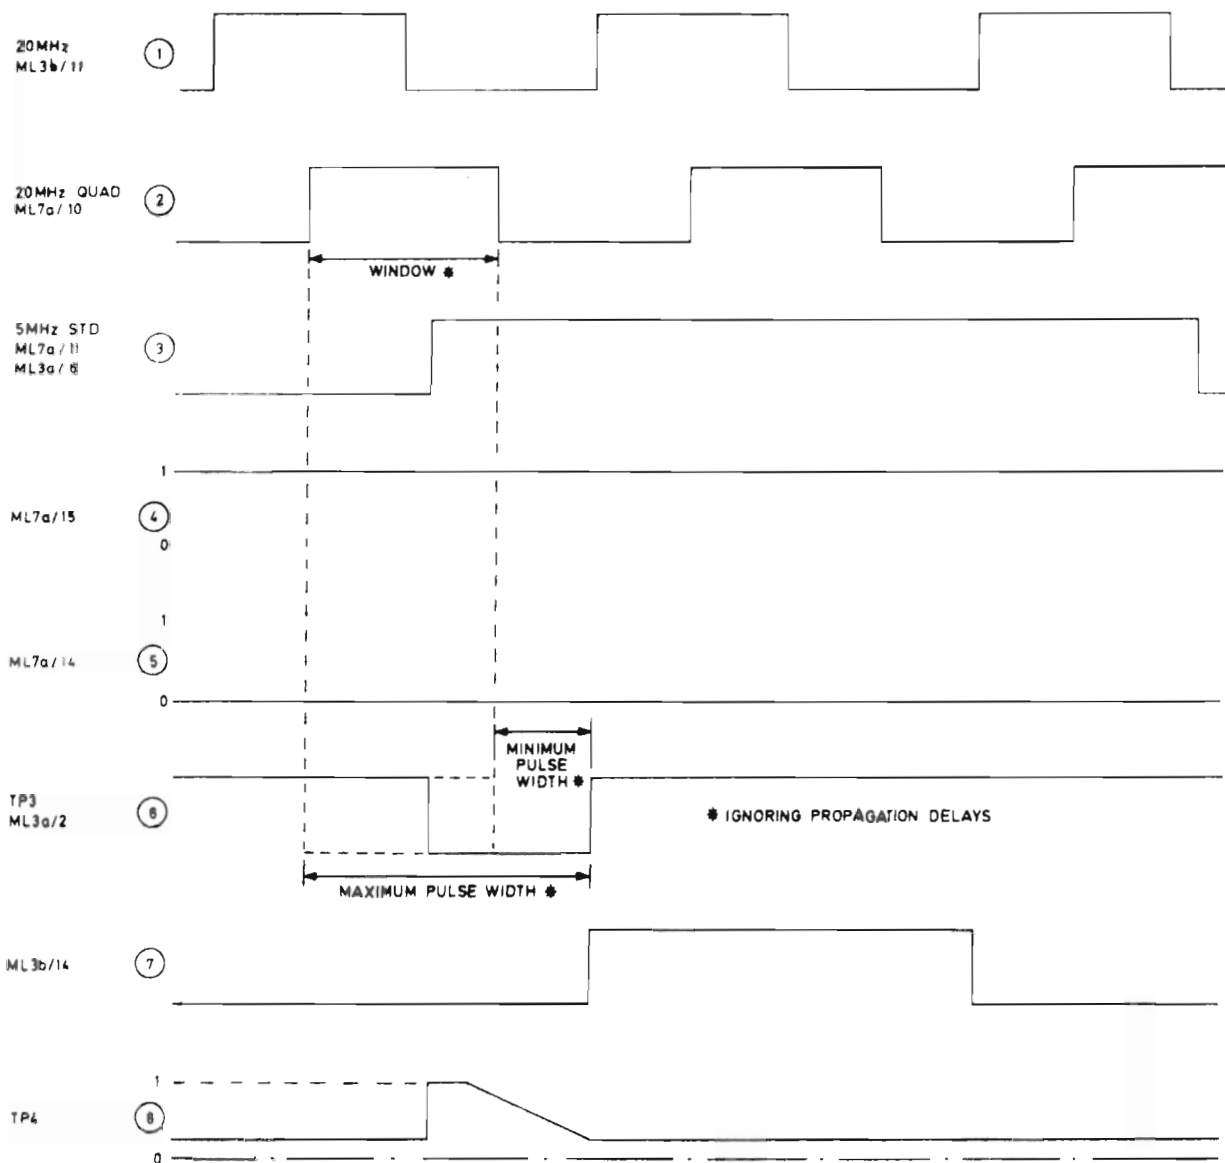 20MHz
ML3b/11
1
20MHz QUAD
ML7a/10
2
WINDOW *
5MHz STD
ML7a/11
ML3a/6
3
1
ML7a/15
4
0
1
ML7a/14
5
0
MINIMUM
PULSE
WIDTH *
TP3
ML3a/2
6
* IGNORING PROPAGATION DELAYS
MAXIMUM PULSE WIDTH *
ML3b/14
7
1
TP4
8
0